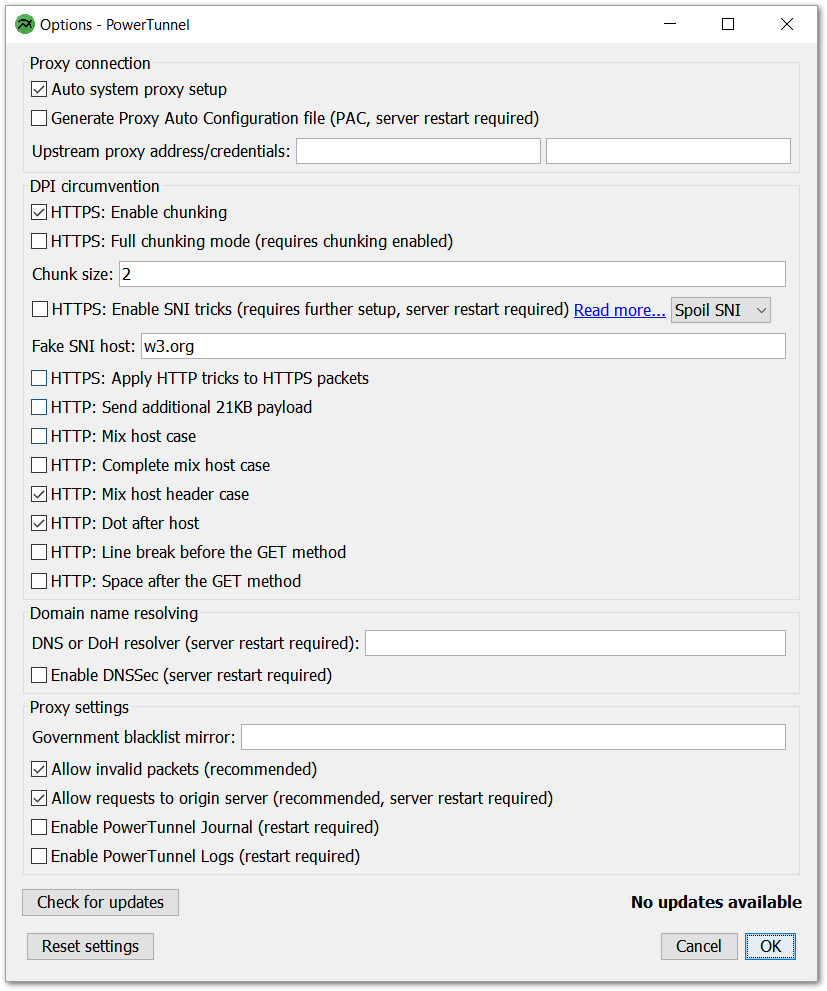 Options - PowerTunnel
Proxy connection
Auto system proxy setup
Generate Proxy Auto Configuration file (PAC, server restart required)
Upstream proxy address/credentials:
DPI circumvention
HTTPS: Enable chunking
HTTPS: Full chunking mode (requires chunking enabled)
Chunk size: 2
HTTPS: Enable SNI tricks (requires further setup, server restart required) Read more... Spoil SNI
Fake SNI host: w3.org
HTTPS: Apply HTTP tricks to HTTPS packets
HTTP: Send additional 21KB payload
HTTP: Mix host case
HTTP: Complete mix host case
HTTP: Mix host header case
HTTP: Dot after host
HTTP: Line break before the GET method
HTTP: Space after the GET method
Domain name resolving
DNS or DoH resolver (server restart required):
Enable DNSSec (server restart required)
Proxy settings
Government blacklist mirror:
Allow invalid packets (recommended)
Allow requests to origin server (recommended, server restart required)
Enable PowerTunnel Journal (restart required)
Enable PowerTunnel Logs (restart required)
Check for updates No updates available
Reset settings Cancel OK